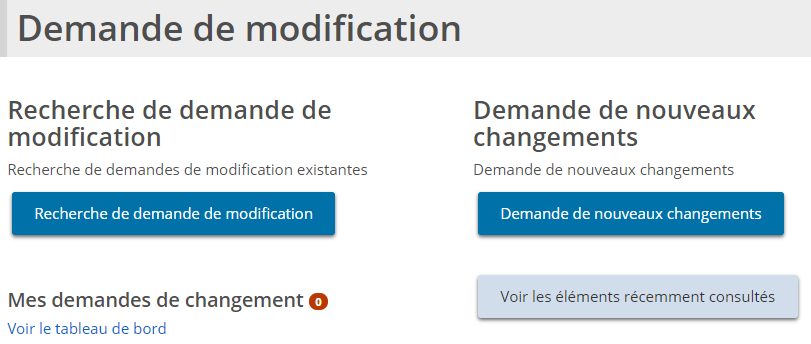 Demande de modification
Recherche de demande de
modification
Recherche de demandes de modification existantes
Recherche de demande de modification
Demande de nouveaux
changements
Demande de nouveaux changements
Demande de nouveaux changements
Mes demandes de changement 0
Voir le tableau de bord
Voir les éléments récemment consultés